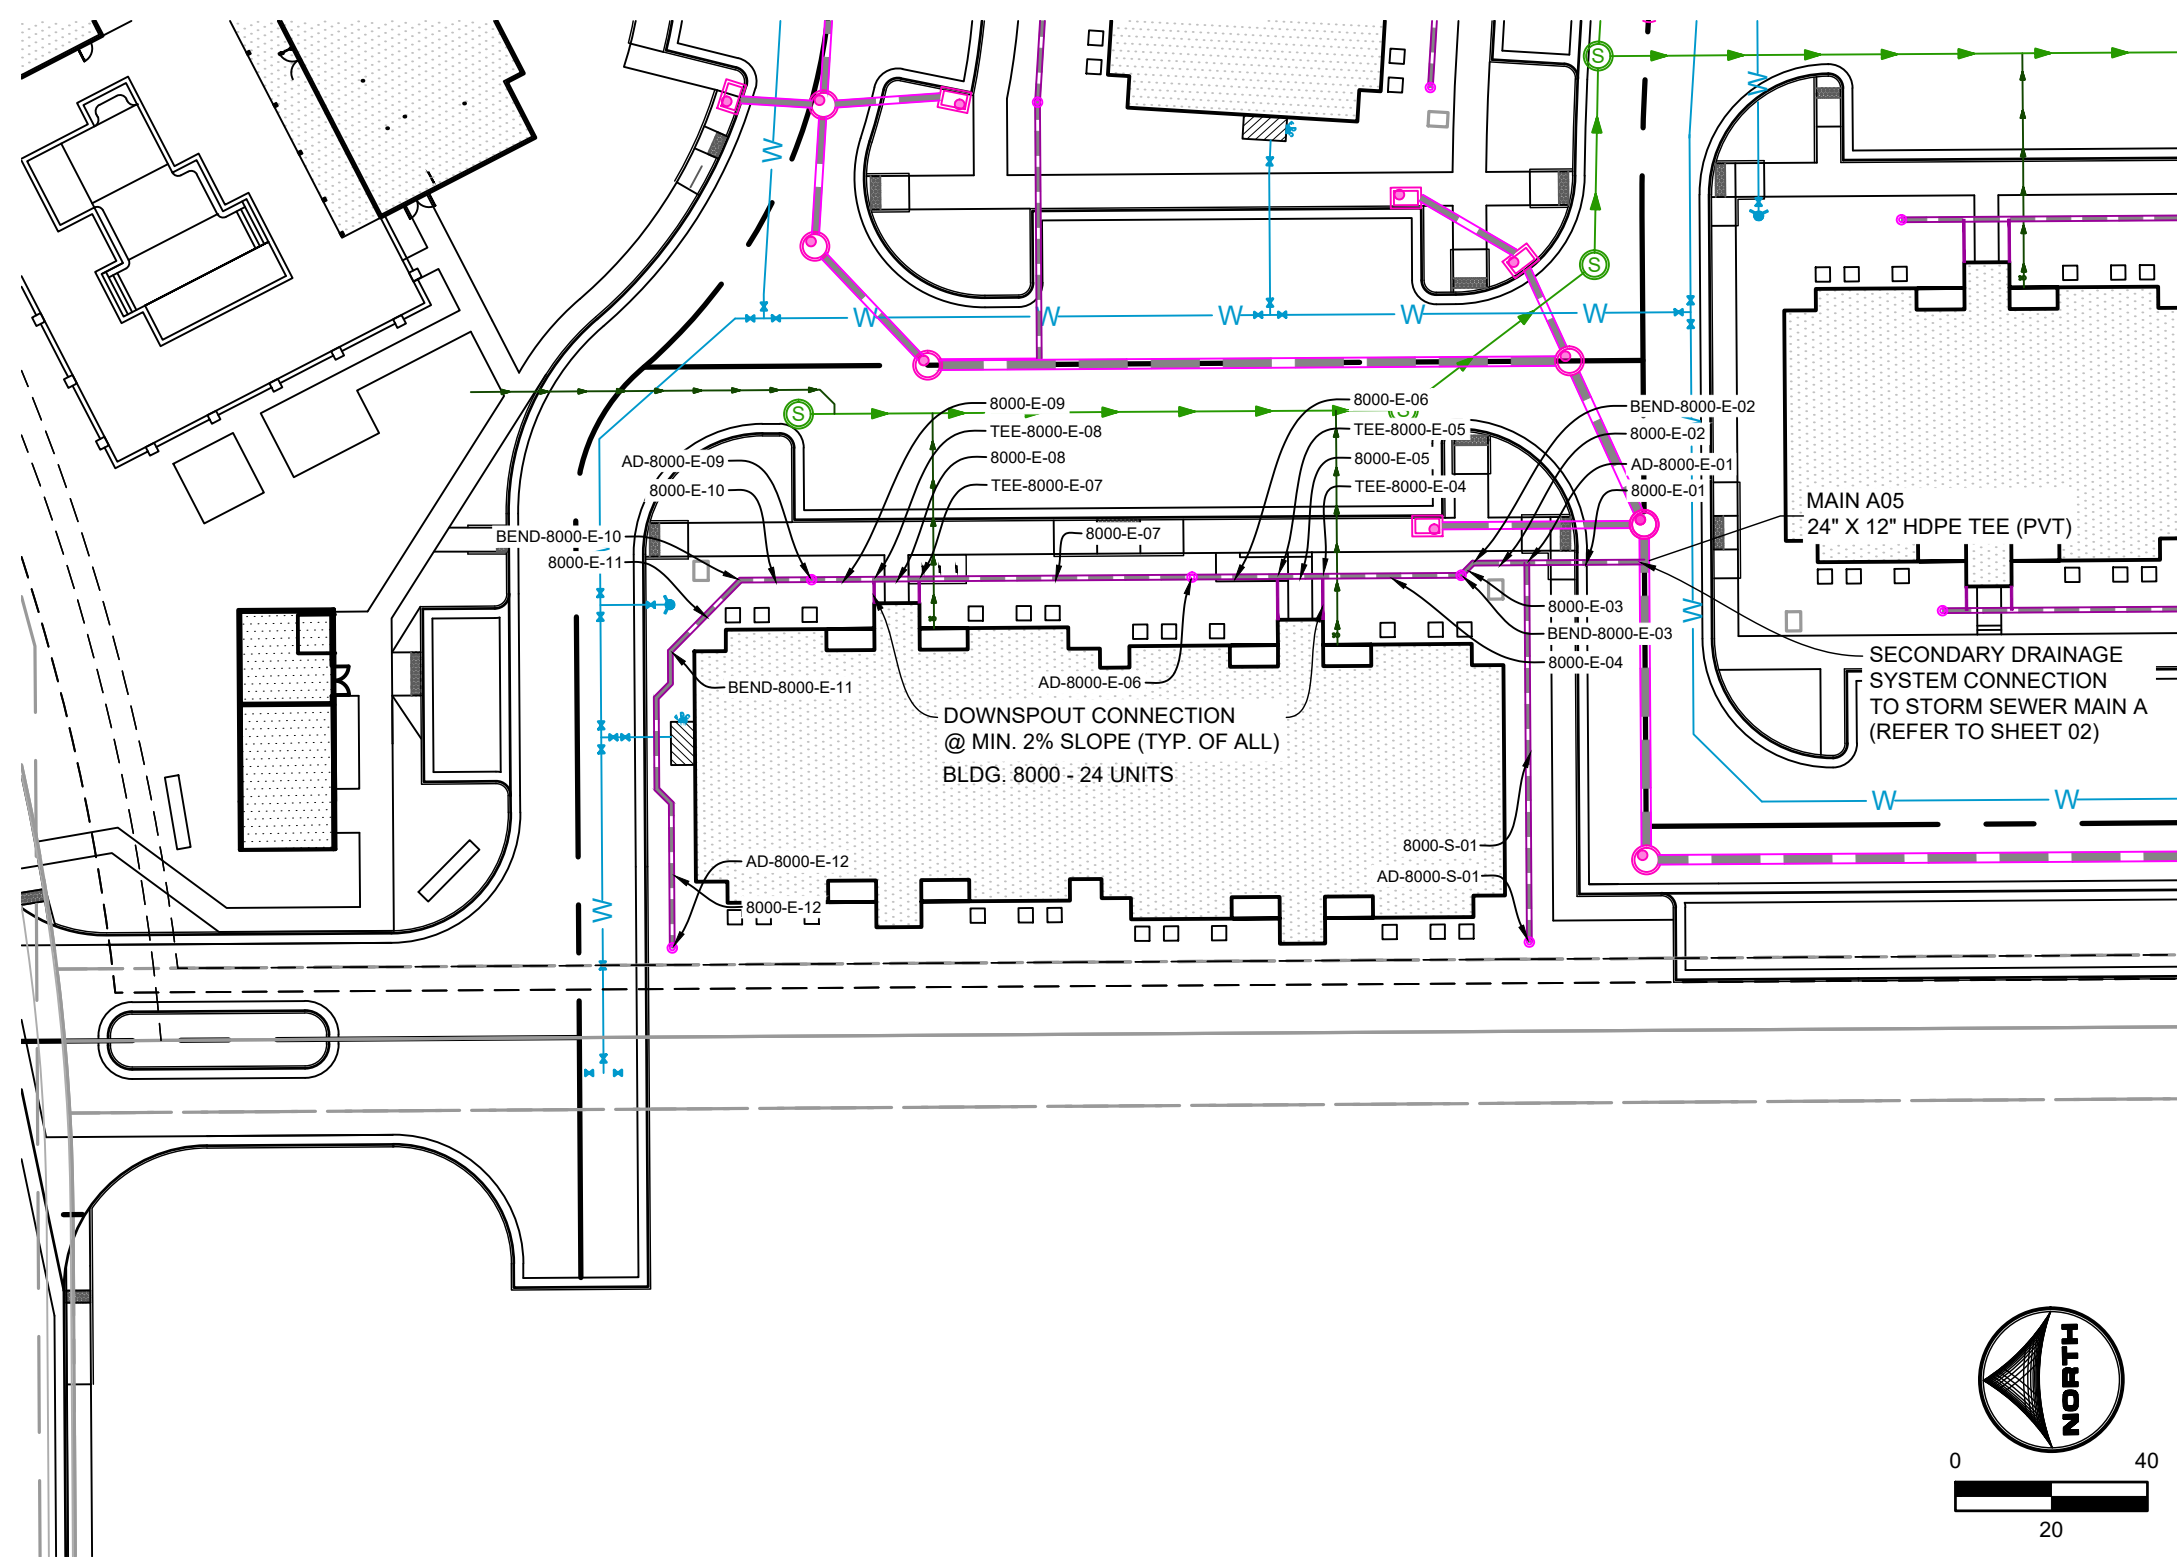 S
W
W
S
W
W
W
W
W
8000-E-09
TEE-8000-E-08
8000-E-08
TEE-8000-E-07
8000-E-06
TEE-8000-E-05
8000-E-05
TEE-8000-E-04
BEND-8000-E-02
8000-E-02
AD-8000-E-01
8000-E-01
S
S
AD-8000-E-09
8000-E-10
BEND-8000-E-10
8000-E-11
8000-E-07
MAIN A05
24" X 12" HDPE TEE (PVT)
8000-E-03
BEND-8000-E-03
8000-E-04
W
SECONDARY DRAINAGE
SYSTEM CONNECTION
TO STORM SEWER MAIN A
(REFER TO SHEET 02)
BEND-8000-E-11
AD-8000-E-06
DOWNSPOUT CONNECTION
@ MIN. 2% SLOPE (TYP. OF ALL)
BLDG. 8000 - 24 UNITS
W
W
8000-S-01
AD-8000-S-01
AD-8000-E-12
8000-E-12
W
NORTH
0
40
20